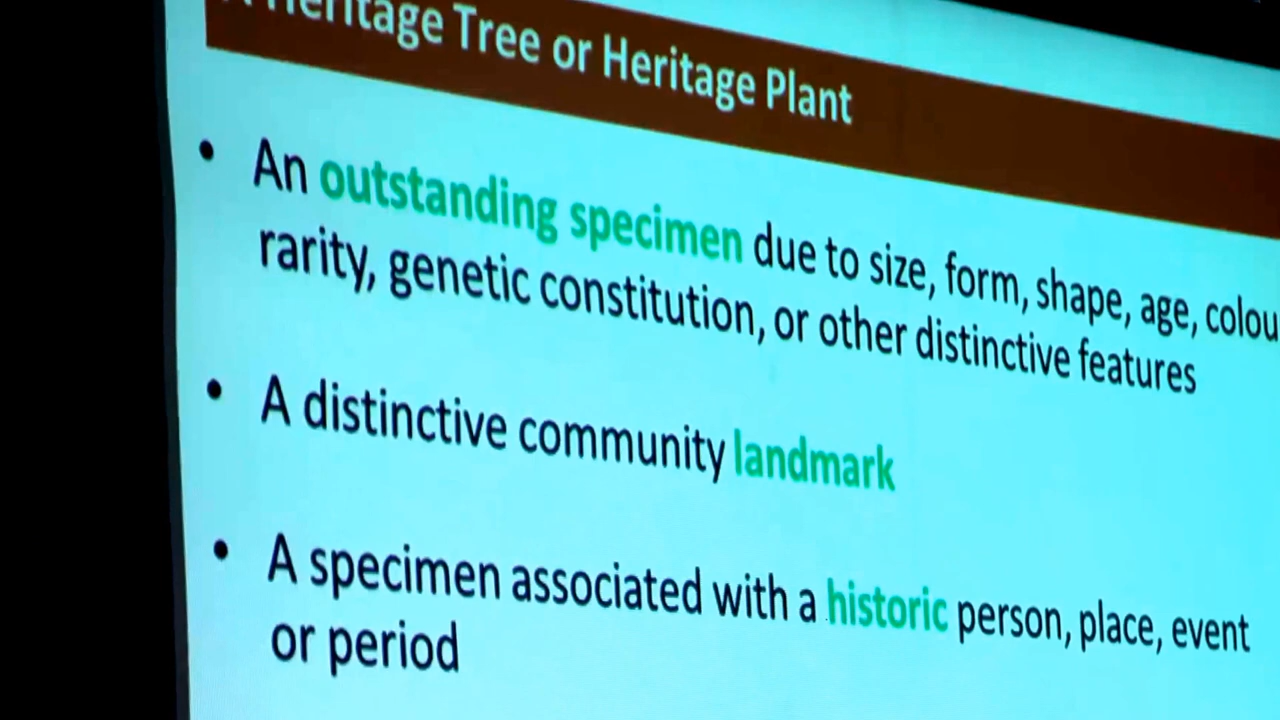 A Heritage Tree or Heritage Plant
• An outstanding specimen due to size, form, shape, age, colou
rarity, genetic constitution, or other distinctive features
• A distinctive community landmark
• A specimen associated with a historic person, place, event
or period